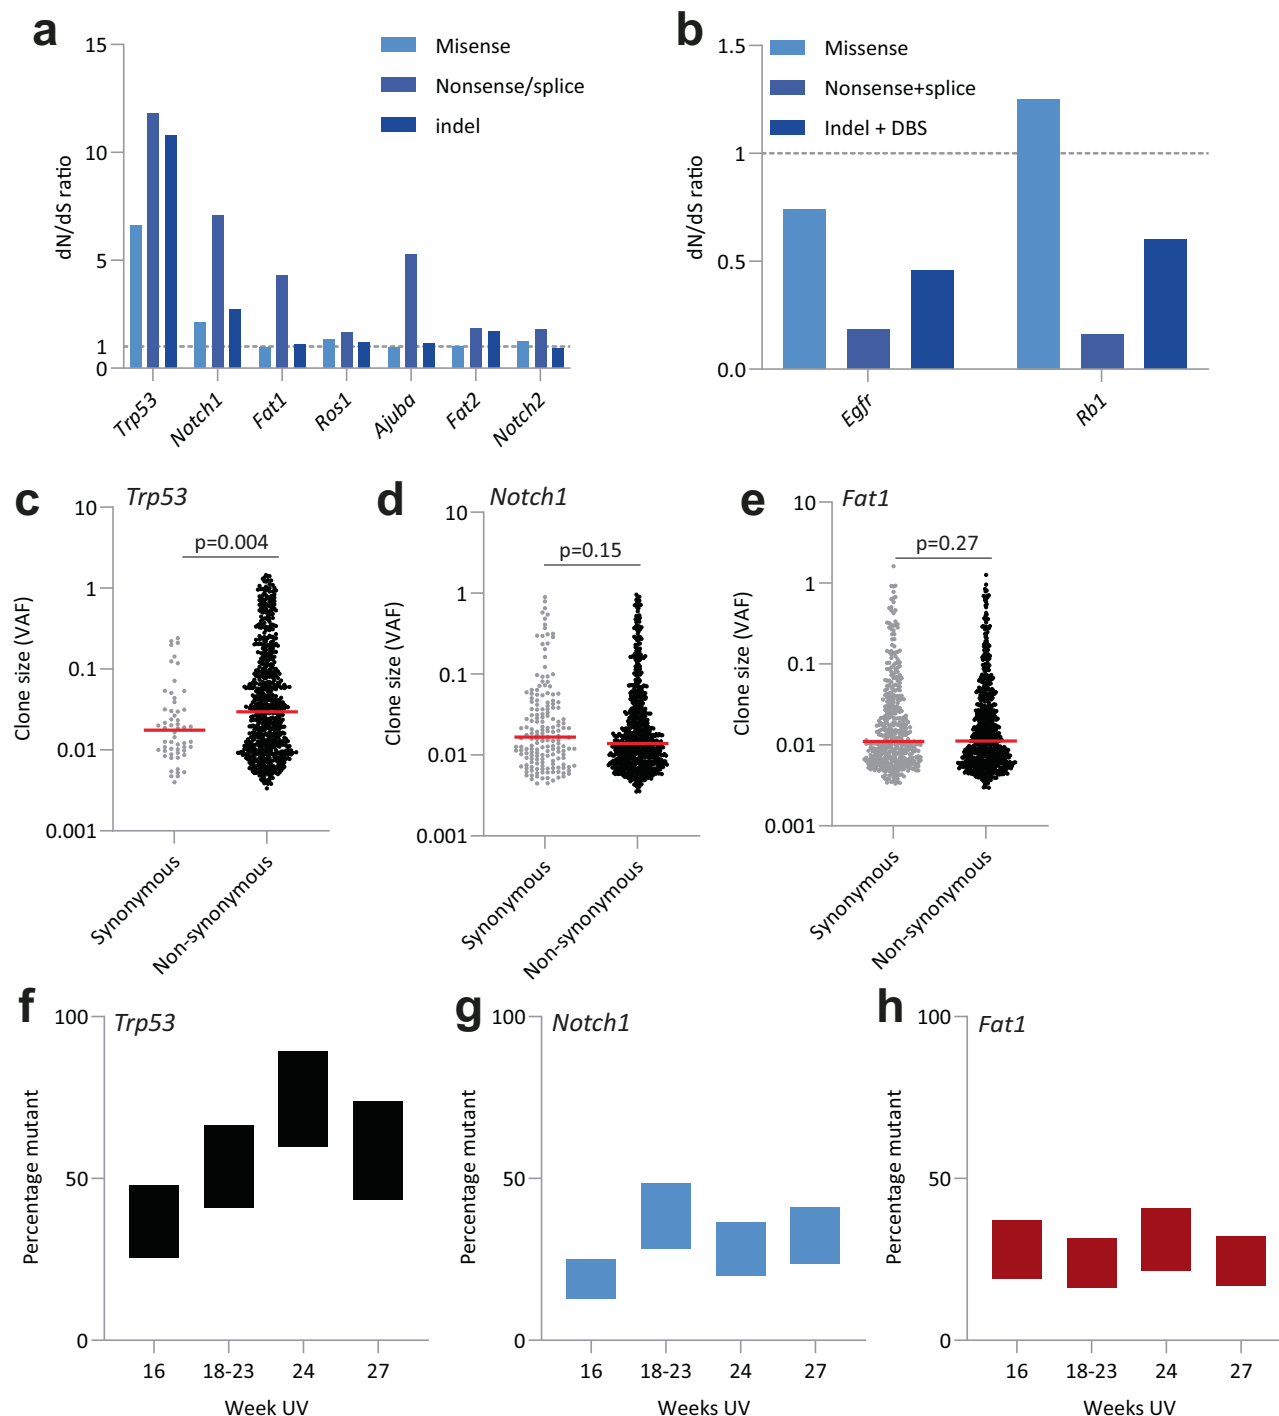 a
15
10
5
1
0
dN/dS ratio
Misense
Nonsense/splice
indel
Trp53
Notch1
Fat1
Ros1
Ajuba
Fat2
Notch2
b
1.5
1
0.5
0.0
dN/dS ratio
Missense
Nonsense+splice
Indel + DBS
Egfr
Rb1
c
Trp53
10
1
0.1
0.01
0.001
Clone size (VAF)
p=0.004
Synonymous
Non-synonymous
d
Notch1
10
1
0.1
0.01
0.001
Clone size (VAF)
p=0.15
Synonymous
Non-synonymous
e
Fat1
10
1
0.1
0.01
0.001
Clone size (VAF)
p=0.27
Synonymous
Non-synonymous
f
Trp53
100
50
0
Percentage mutant
16
18-23
24
27
Week UV
g
Notch1
100
50
0
Percentage mutant
16
18-23
24
27
Weeks UV
h
Fat1
100
50
0
Percentage mutant
16
18-23
24
27
Weeks UV